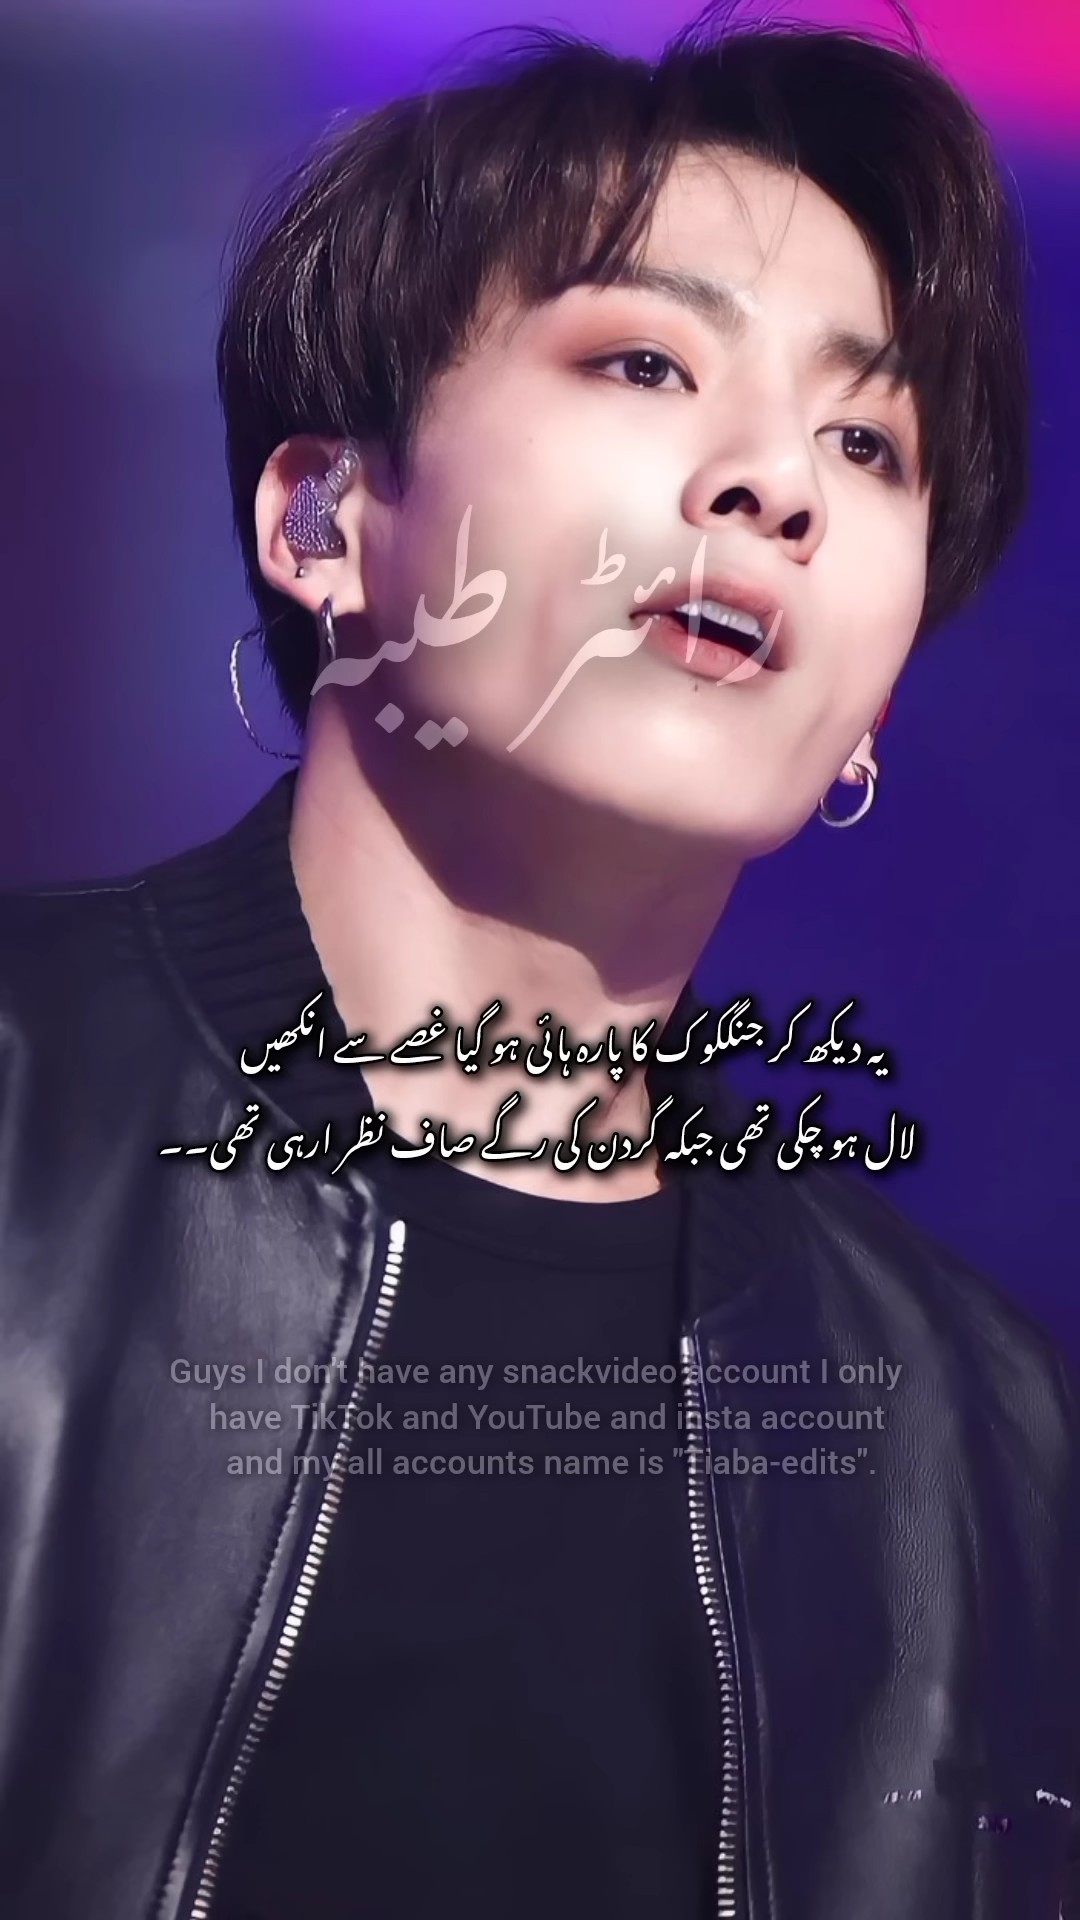 رائٹر طیبہ
یہ دیکھ کر جنگکوک کا پارہ ہائی ہو گیا غصے سے انکھیں
لال ہو چکی تھی جبکہ گردن کی رگے صاف نظر ارہی تھی۔۔
Guys I don't have any snackvideo account I only
have TikTok and YouTube and insta account
and my all accounts name is "Tiaba-edits".